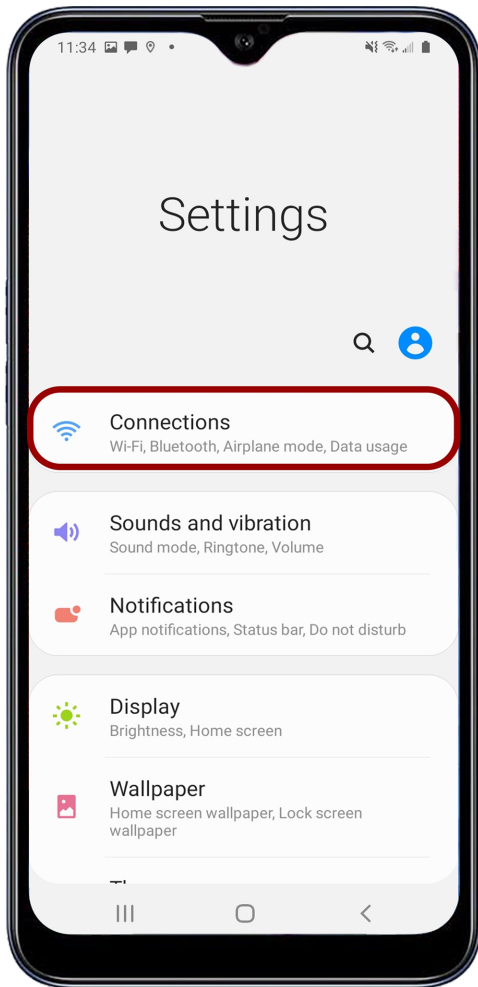 11:34
Settings
Connections
Wi-Fi, Bluetooth, Airplane mode, Data usage
Sounds and vibration
Sound mode, Ringtone, Volume
Notifications
App notifications, Status bar, Do not disturb
Display
Brightness, Home screen
Wallpaper
Home screen wallpaper, Lock screen
wallpaper